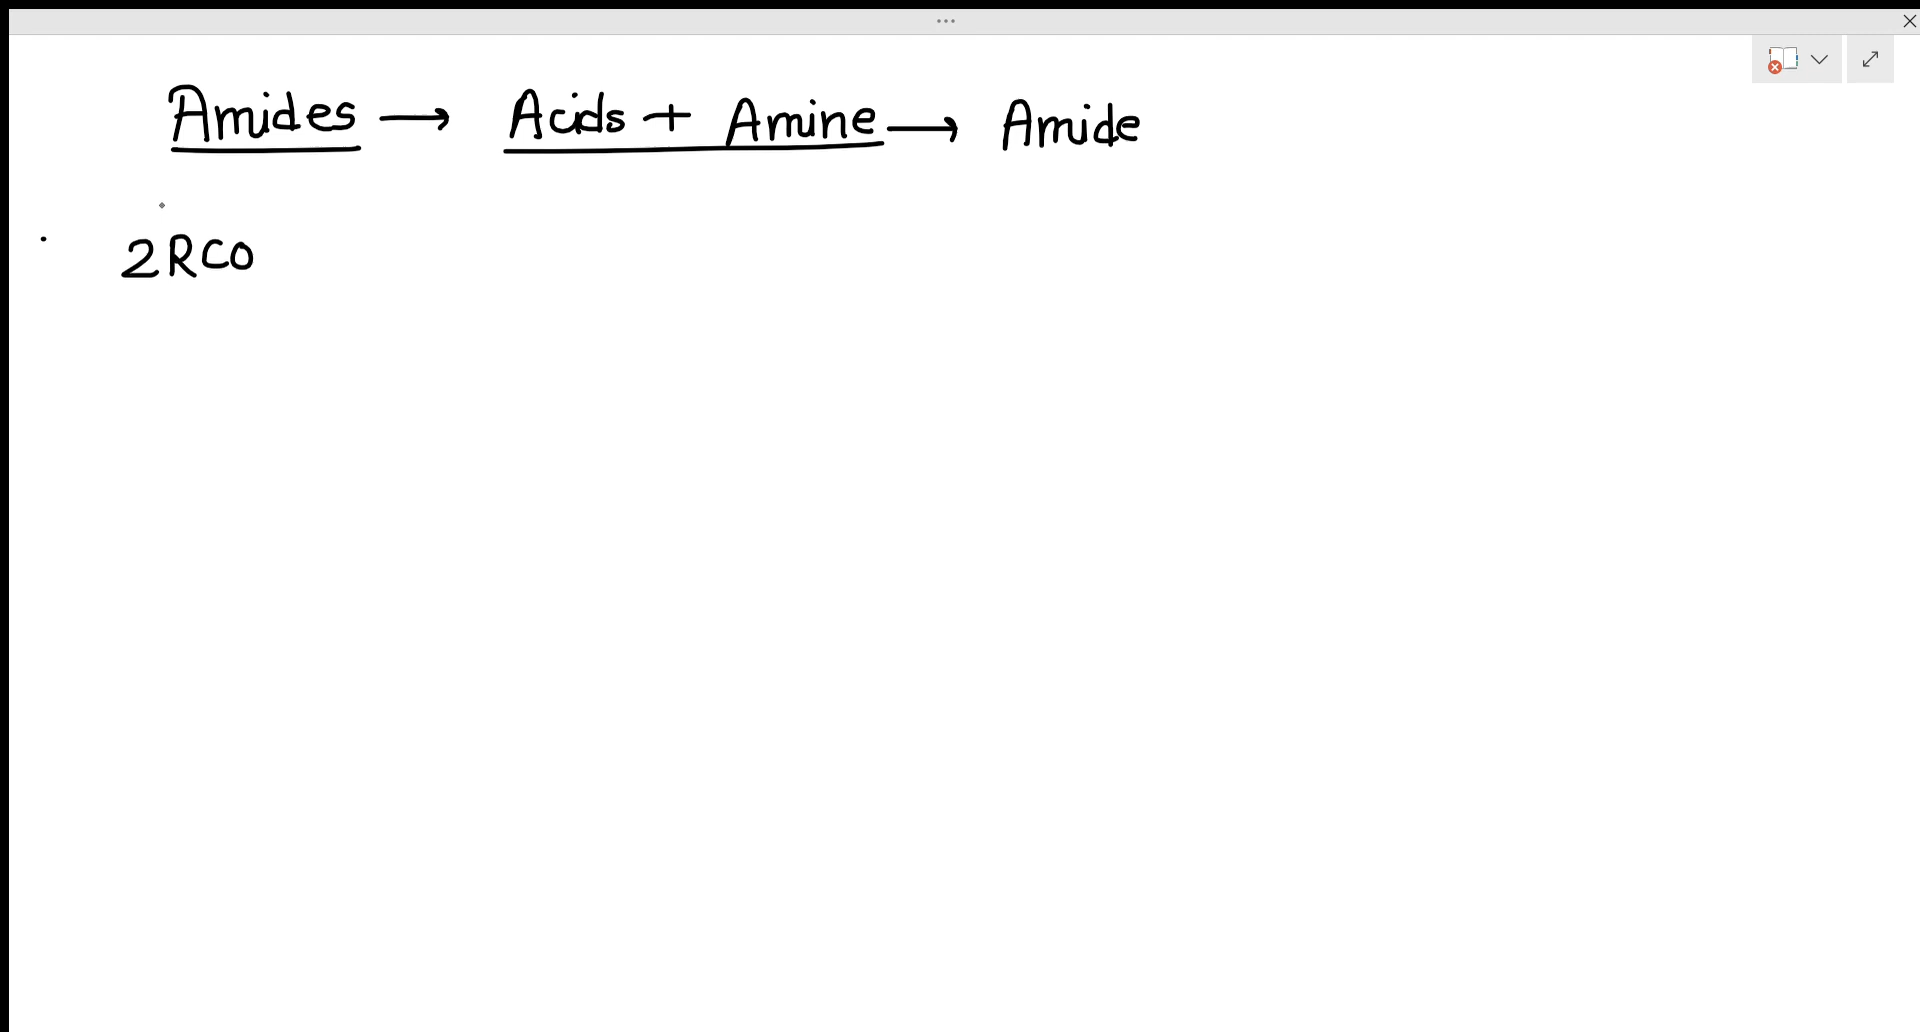 Amides → Acids + Amine → Amide
2RCO